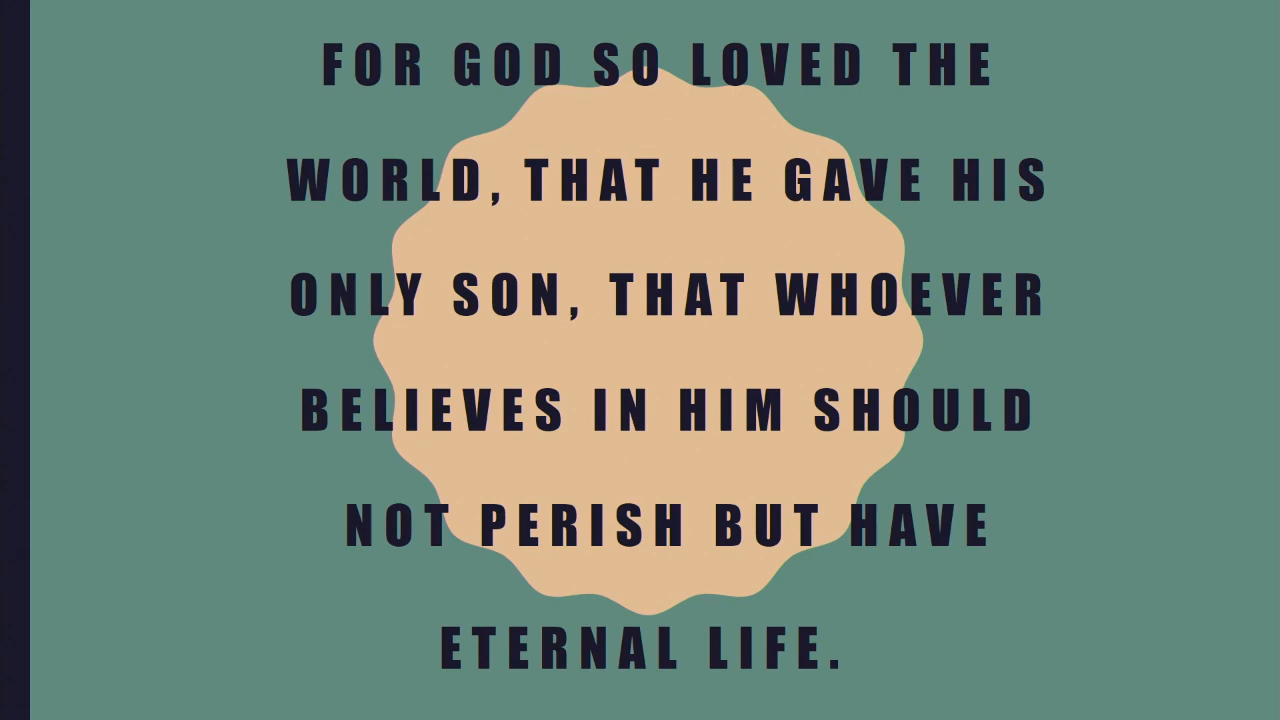 FOR GOD SO LOVED THE
WORLD, THAT HE GAVE HIS
ONLY SON, THAT WHOEVER
BELIEVES IN HIM SHOULD
NOT PERISH BUT HAVE
ETERNAL LIFE.